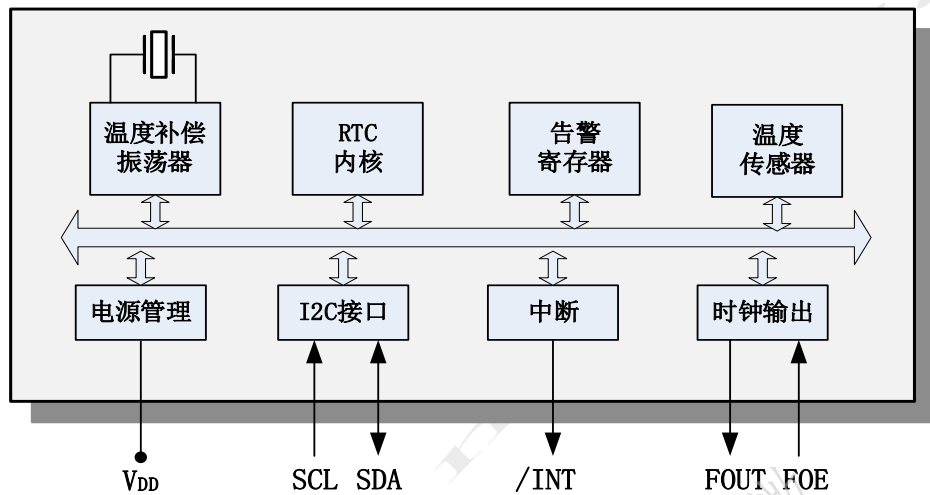 温度补偿
振荡器
RTC
内核
告警
寄存器
温度
传感器
电源管理
I2C接口
中断
时钟输出
VDD
SCL SDA
/INT
FOUT FOE